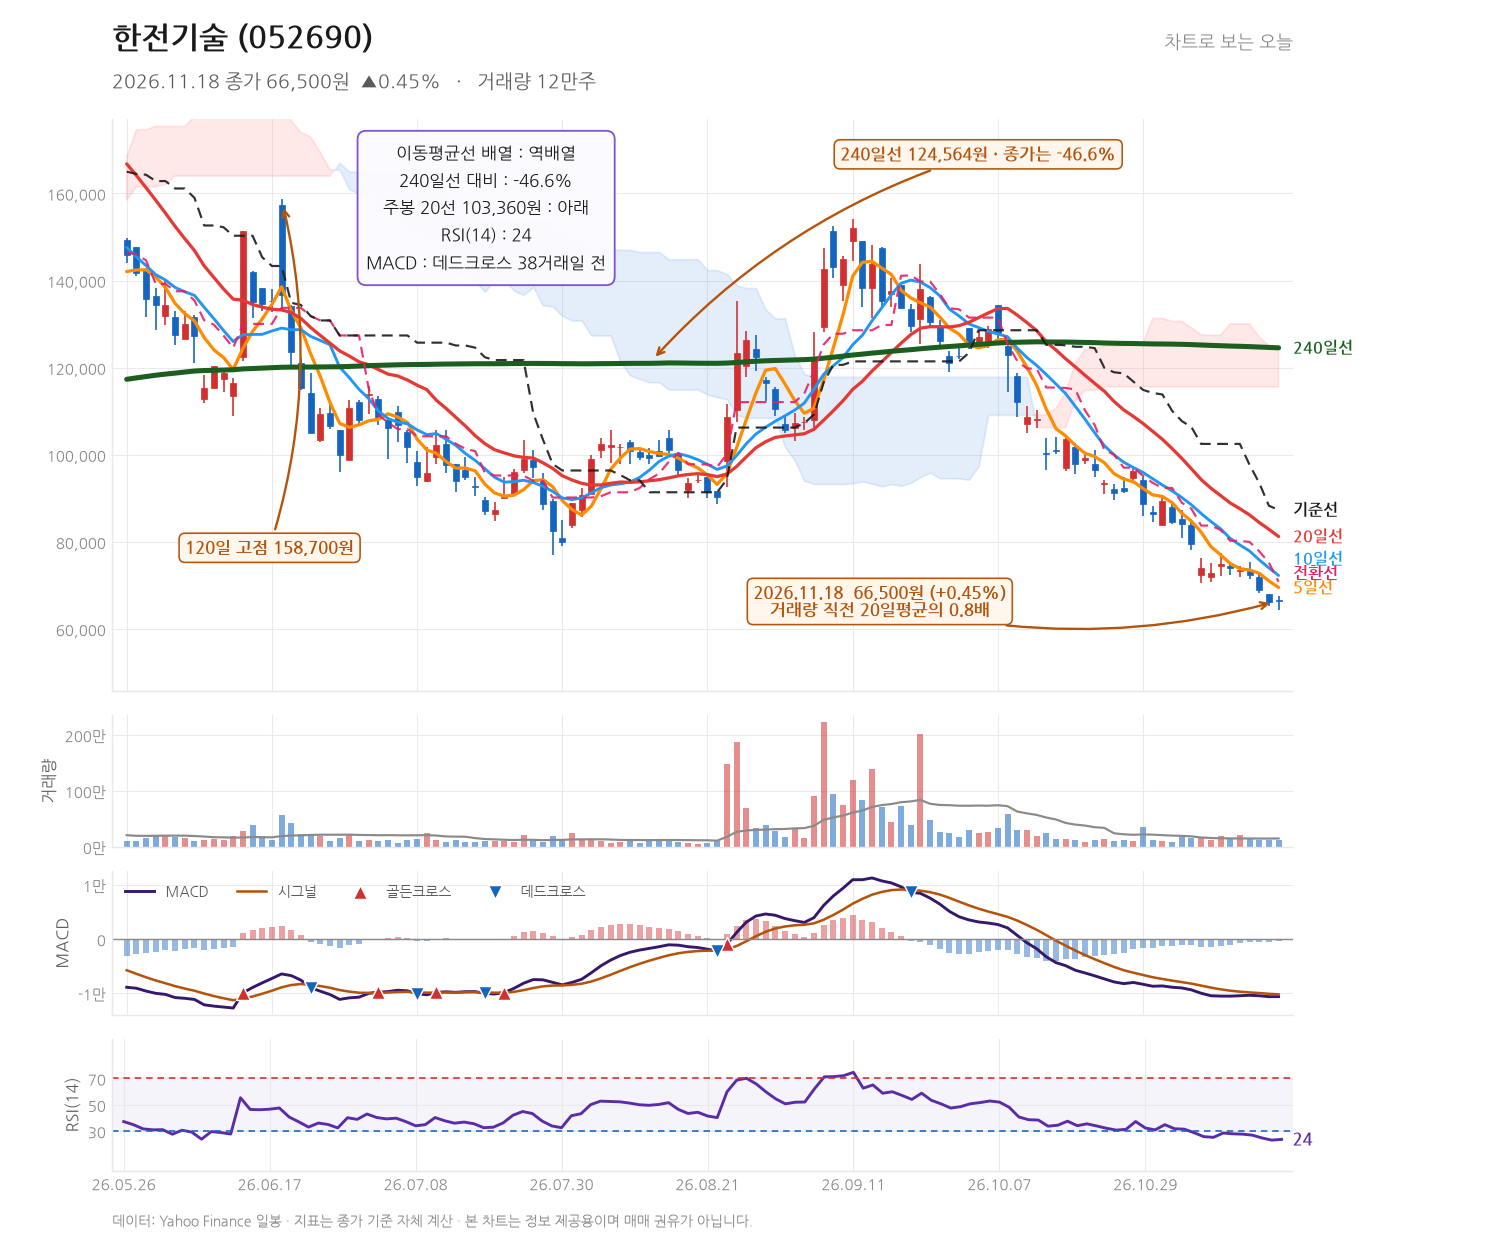 한전기술 (052690)
차트로 보는 오늘
2026.11.18 종가 66,500원 ▲0.45% · 거래량 12만주
이동평균선 배열 : 역배열
240일선 대비 : -46.6%
주봉 20선 103,360원 : 아래
RSI(14) : 24
MACD : 데드크로스 38거래일 전
240일선 124,564원 · 종가는 -46.6%
160,000
140,000
120,000
100,000
80,000
60,000
240일선
기준선
20일선
10일선
전환선
5일선
120일 고점 158,700원
2026.11.18 66,500원 (+0.45%)
거래량 직전 20일평균의 0.8배
거래량
200만
100만
0만
MACD
1만
0
-1만
MACD
시그널
골든크로스
데드크로스
RSI(14)
70
50
30
24
26.05.26
26.06.17
26.07.08
26.07.30
26.08.21
26.09.11
26.10.07
26.10.29
데이터: Yahoo Finance 일봉 · 지표는 종가 기준 자체 계산 · 본 차트는 정보 제공용이며 매매 권유가 아닙니다.